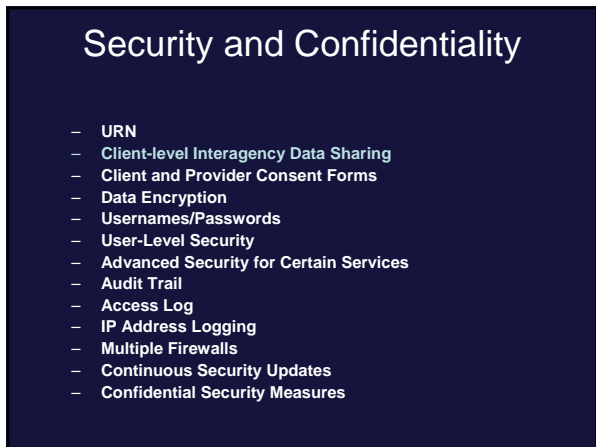 Security and Confidentiality
– URN
– Client-level Interagency Data Sharing
– Client and Provider Consent Forms
– Data Encryption
– Usernames/Passwords
– User-Level Security
– Advanced Security for Certain Services
– Audit Trail
– Access Log
– IP Address Logging
– Multiple Firewalls
– Continuous Security Updates
– Confidential Security Measures